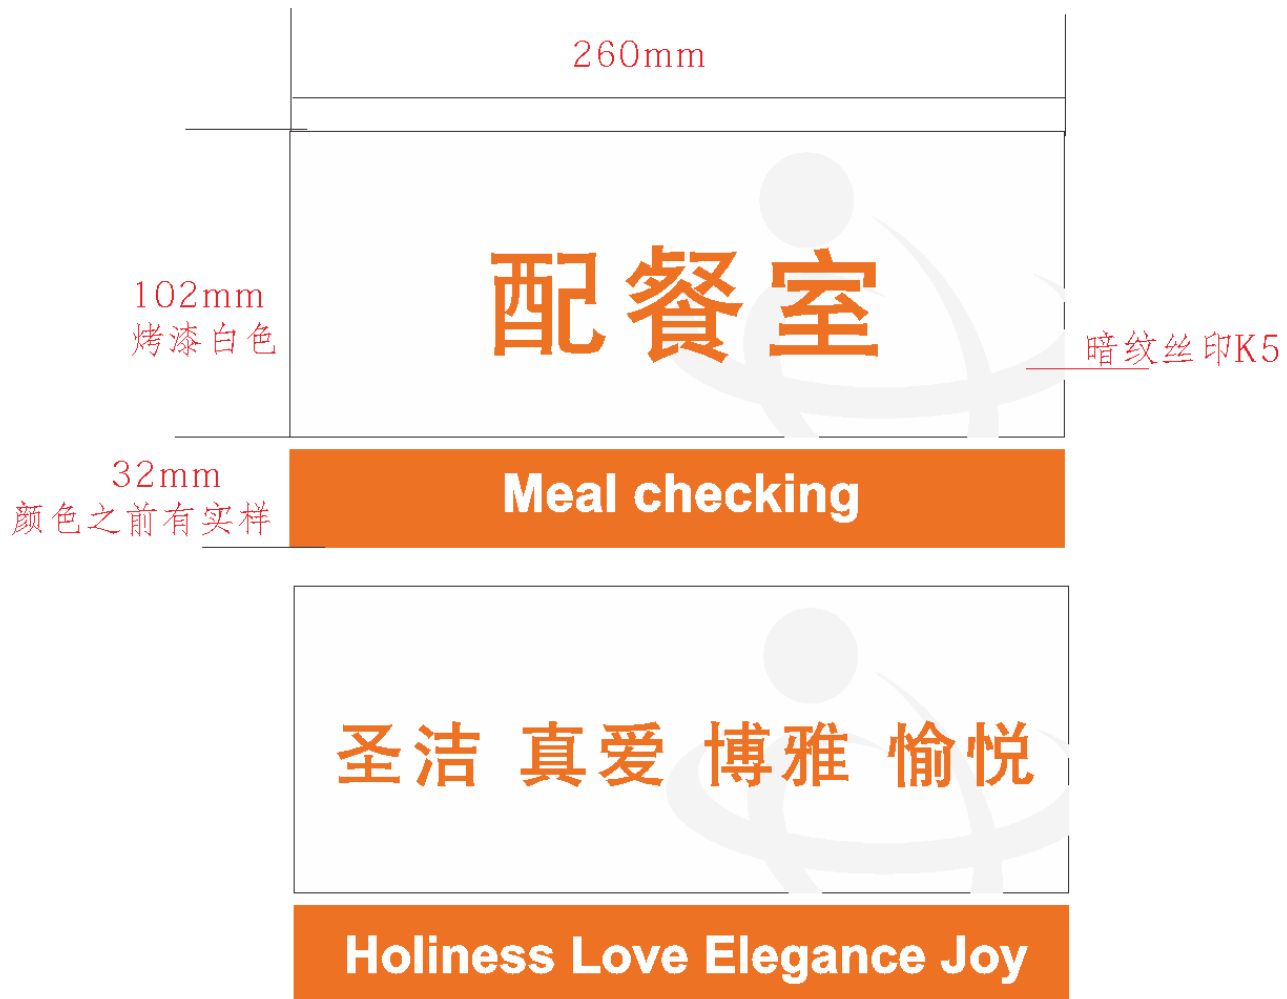 260mm
配餐室
102mm
烤漆白色
暗纹丝印K5
Meal checking
32mm
颜色之前有实样
圣洁 真爱 博雅 愉悦
Holiness Love Elegance Joy